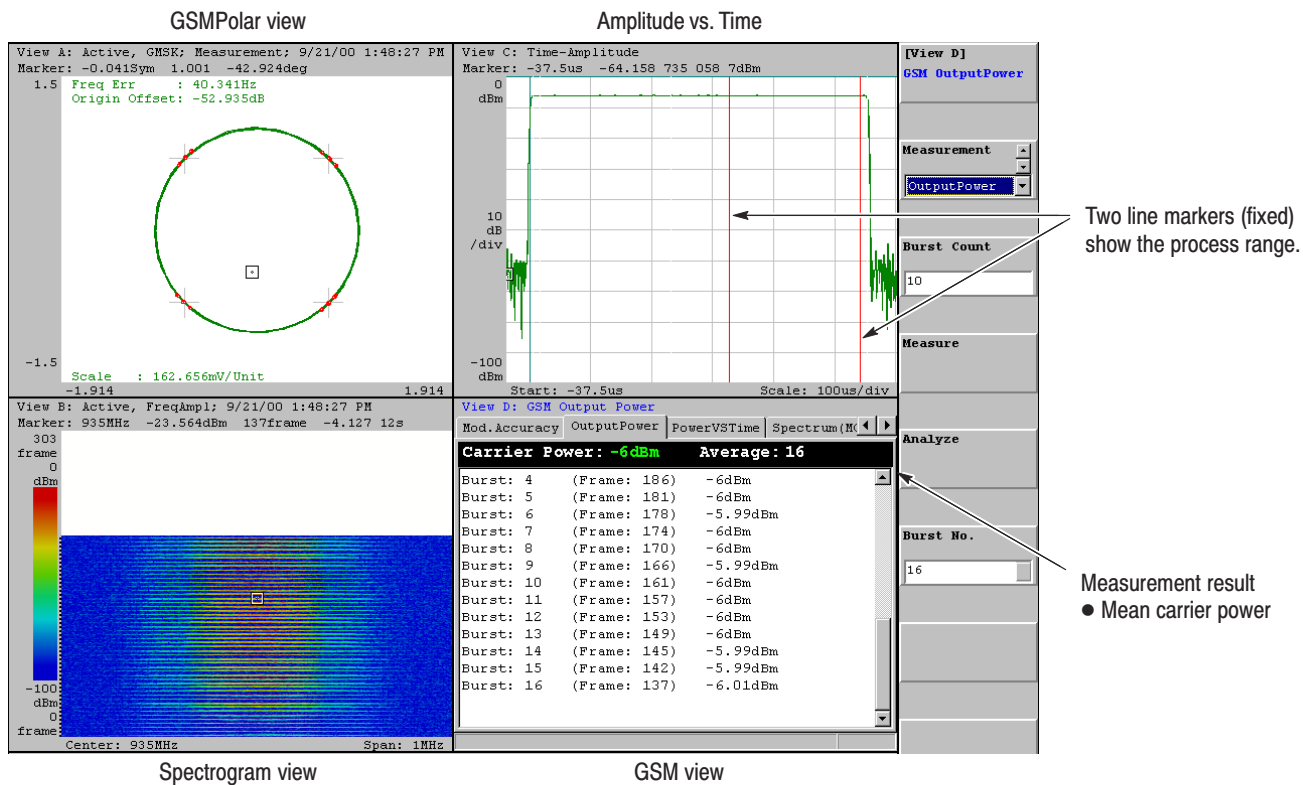 GSMPolar view
Amplitude vs. Time
View A: Active, GMSK; Measurement; 9/21/00 1:48:27 PM
Marker: -0.041Sym 1.001 -42.924deg
1.5
Freq Err : 40.341Hz
Origin Offset: -52.935dB
-1.5
Scale : 162.656mV/Unit
-1.914
1.914
View C: Time-Amplitude
Marker: -37.5us -64.158 735 058 7dBm
0
dBm
10
dB
/div
-100
dBm
Start: -37.5us
Scale: 100us/div
[View D]
GSM OutputPower
Measurement
OutputPower
Burst Count
10
Measure
Analyze
Burst No.
16
Two line markers (fixed)
show the process range.
View B: Active, FreqAmpl; 9/21/00 1:48:27 PM
Marker: 935MHz -23.564dBm 137frame -4.127 12s
303
frame
0
dBm
-100
dBm
0
frame
Center: 935MHz
Span: 1MHz
View D: GSM Output Power
Mod.Accuracy OutputPower PowerVSTime Spectrum(M
Carrier Power: -6dBm Average: 16
Burst: 4 (Frame: 186) -6dBm
Burst: 5 (Frame: 181) -6dBm
Burst: 6 (Frame: 178) -5.99dBm
Burst: 7 (Frame: 174) -6dBm
Burst: 8 (Frame: 170) -6dBm
Burst: 9 (Frame: 166) -5.99dBm
Burst: 10 (Frame: 161) -6dBm
Burst: 11 (Frame: 157) -6dBm
Burst: 12 (Frame: 153) -6dBm
Burst: 13 (Frame: 149) -6dBm
Burst: 14 (Frame: 145) -5.99dBm
Burst: 15 (Frame: 142) -5.99dBm
Burst: 16 (Frame: 137) -6.01dBm
Measurement result
● Mean carrier power
Spectrogram view
GSM view